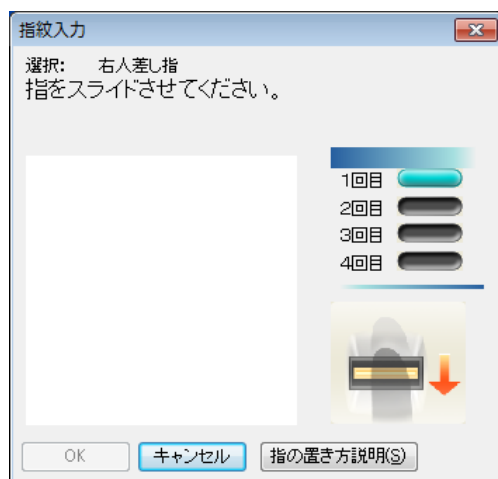 指紋入力
選択: 右人差し指
指をスライドさせてください。
1回目
2回目
3回目
4回目
OK
キャンセル
指の置き方説明(S)